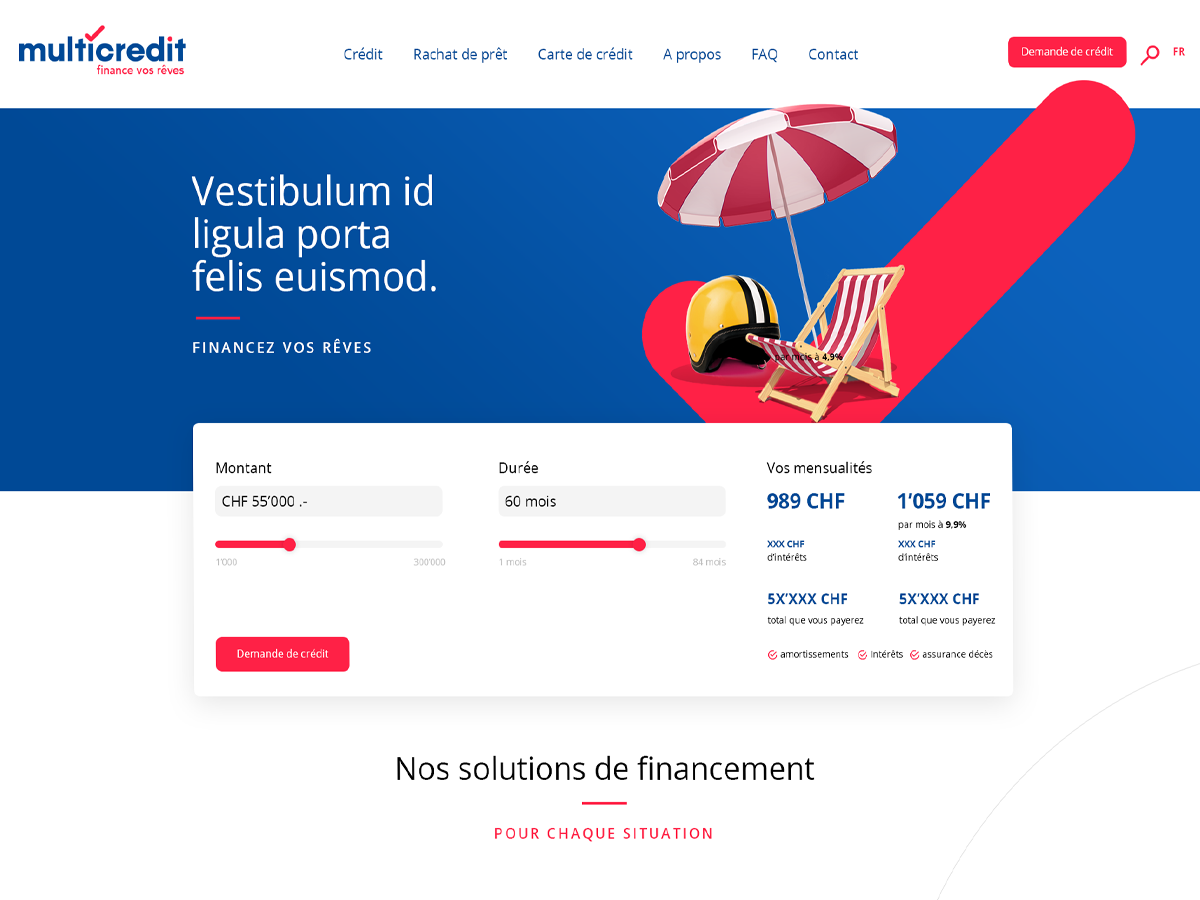 multicredit
finance vos rêves
Crédit
Rachat de prêt
Carte de crédit
A propos
FAQ
Contact
Demande de crédit
FR
Vestibulum id
ligula porta
felis euismod.
FINANCEZ VOS RÊVES
par mois à 4,9%
Montant
CHF 55’000 .-
1’000
300’000
Demande de crédit
Durée
60 mois
1 mois
84 mois
Vos mensualités
989 CHF
1’059 CHF
par mois à 9,9%
XXX CHF
d’intérêts
XXX CHF
d’intérêts
5X’XXX CHF
total que vous payerez
5X’XXX CHF
total que vous payerez
amortissements
Intérêts
assurance décès
Nos solutions de financement
POUR CHAQUE SITUATION